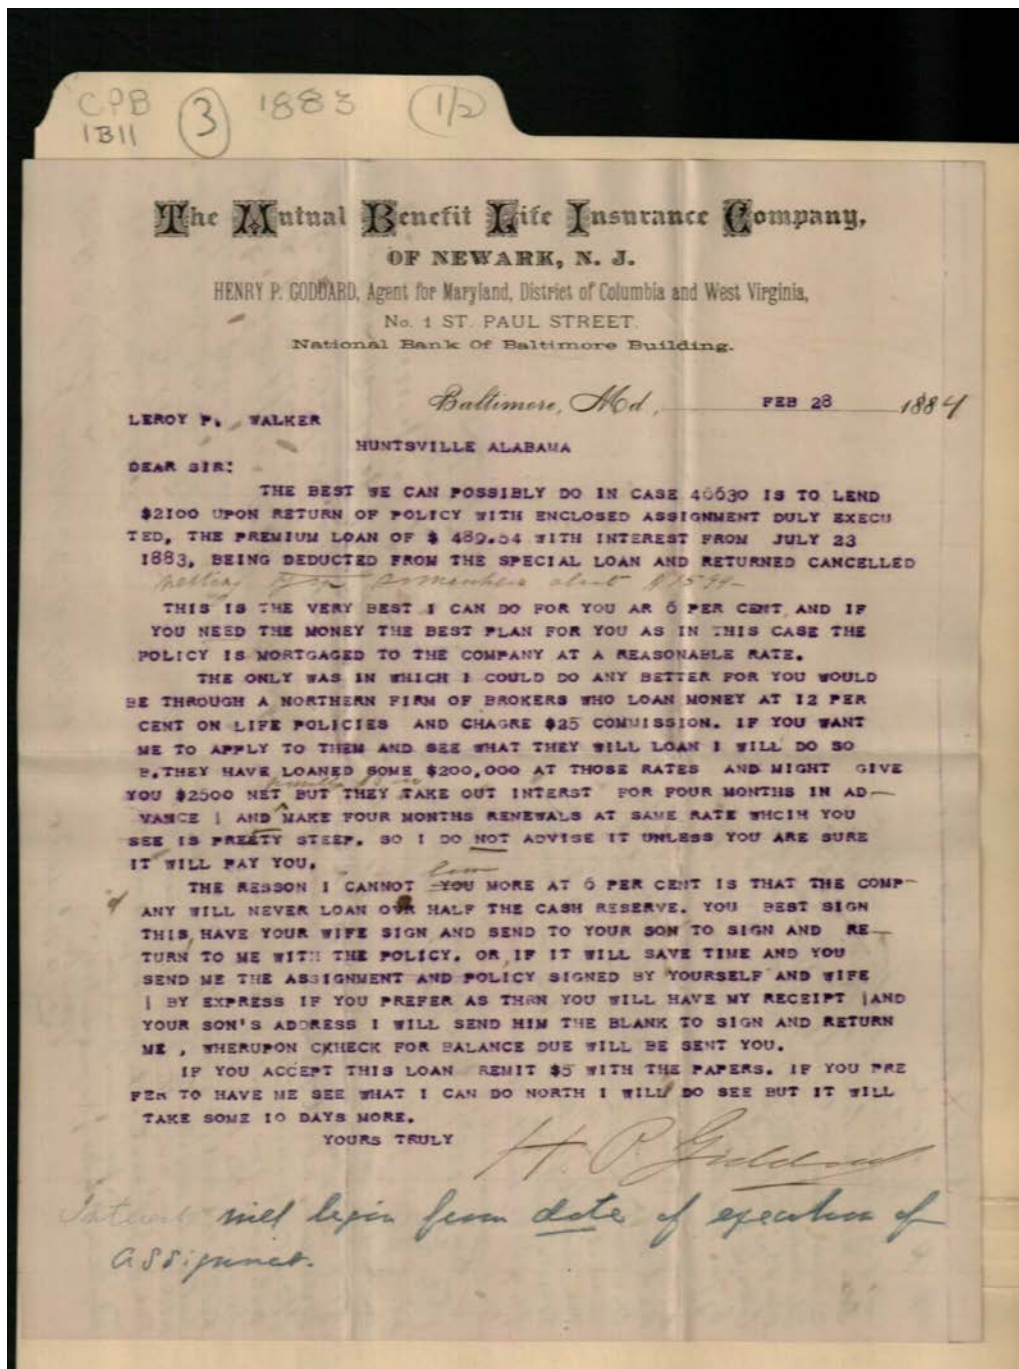 CPB 3 1883 1/2
1B11
The Mutual Benefit Life Insurance Company,
OF NEWARK, N. J.
HENRY P. GODDARD, Agent for Maryland, District of Columbia and West Virginia,
No. 1 ST. PAUL STREET.
National Bank Of Baltimore Building.
Baltimore, Md, FEB 28 1884
LEROY P. WALKER
HUNTSVILLE ALABAMA
DEAR SIR:
THE BEST WE CAN POSSIBLY DO IN CASE 46630 IS TO LEND
$2100 UPON RETURN OF POLICY WITH ENCLOSED ASSIGNMENT DULY EXECU
TED, THE PREMIUM LOAN OF $ 489.54 WITH INTEREST FROM JULY 23
1883, BEING DEDUCTED FROM THE SPECIAL LOAN AND RETURNED CANCELLED
netting about
THIS IS THE VERY BEST I CAN DO FOR YOU AR 6 PER CENT AND IF
YOU NEED THE MONEY THE BEST PLAN FOR YOU AS IN THIS CASE THE
POLICY IS MORTGAGED TO THE COMPANY AT A REASONABLE RATE.
THE ONLY WAS IN WHICH I COULD DO ANY BETTER FOR YOU WOULD
BE THROUGH A NORTHERN FIRM OF BROKERS WHO LOAN MONEY AT 12 PER
CENT ON LIFE POLICIES AND CHAGRE $25 COMMISSION. IF YOU WANT
ME TO APPLY TO THEM AND SEE WHAT THEY WILL LOAN I WILL DO SO
THEY HAVE LOANED SOME $200,000 AT THOSE RATES AND MIGHT GIVE
YOU $2500 NET BUT THEY TAKE OUT INTERST FOR FOUR MONTHS IN AD—
VANCE | AND MAKE FOUR MONTHS RENEWALS AT SAME RATE WHCIH YOU
SEE IS PREETY STEEP. SO I DO NOT ADVISE IT UNLESS YOU ARE SURE
IT WILL PAY YOU.
loan
THE RESSON I CANNOT YOU MORE AT 6 PER CENT IS THAT THE COMP—
ANY WILL NEVER LOAN OVR HALF THE CASH RESERVE. YOU BEST SIGN
THIS, HAVE YOUR WIFE SIGN AND SEND TO YOUR SON TO SIGN AND RE—
TURN TO ME WITH THE POLICY. OR IF IT WILL SAVE TIME AND YOU
SEND ME THE ASSIGNMENT AND POLICY SIGNED BY YOURSELF AND WIFE
| BY EXPRESS IF YOU PREFER AS THEN YOU WILL HAVE MY RECEIPT |AND
YOUR SON'S ADDRESS I WILL SEND HIM THE BLANK TO SIGN AND RETURN
ME , WHERUPON CKHECK FOR BALANCE DUE WILL BE SENT YOU.
IF YOU ACCEPT THIS LOAN REMIT $5 WITH THE PAPERS. IF YOU PRE
FER TO HAVE ME SEE WHAT I CAN DO NORTH I WILL DO SEE BUT IT WILL
TAKE SOME 10 DAYS MORE.
YOURS TRULY
H. P. Goddard
Interest will begin from date of execution of
assignmet.